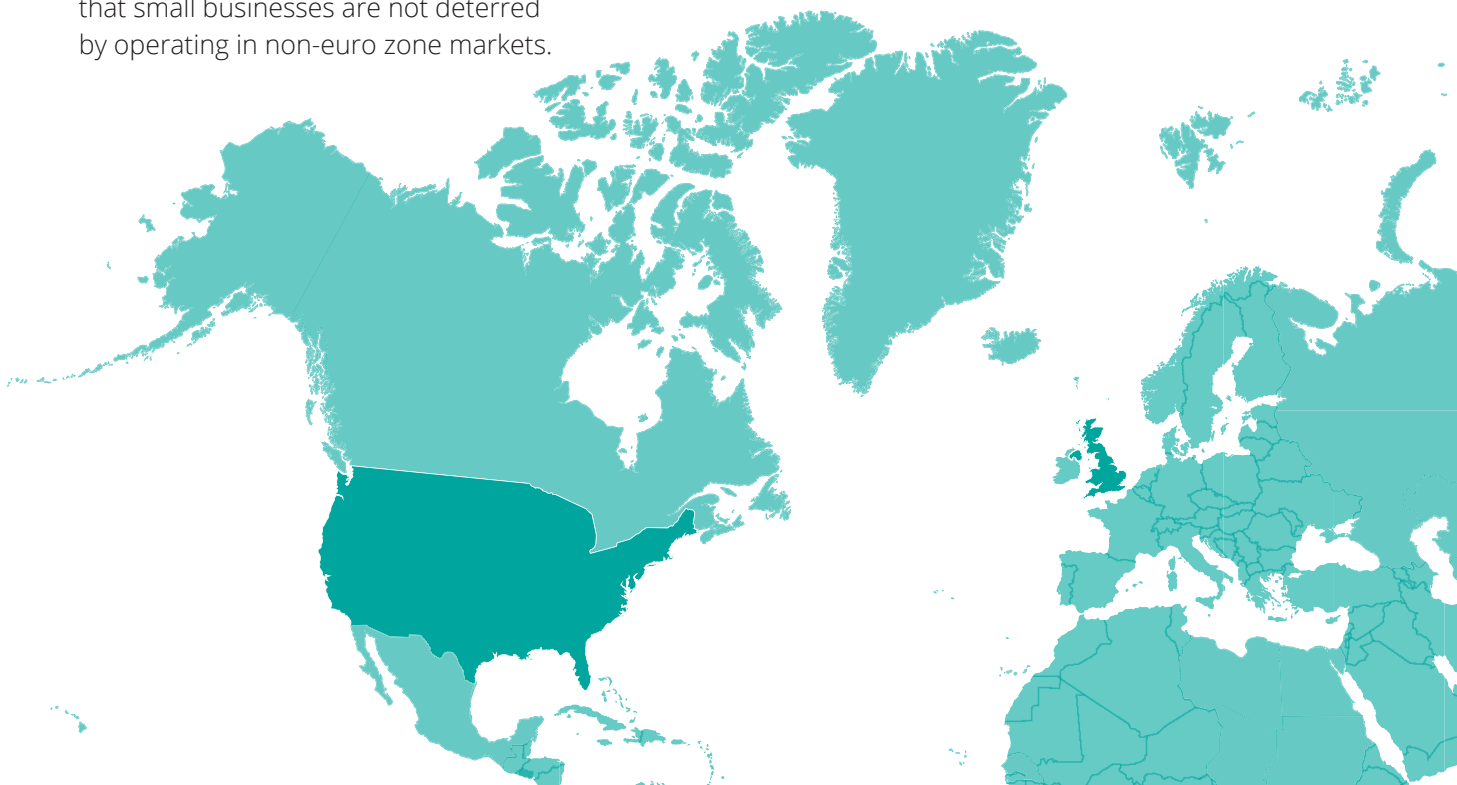 that small businesses are not deterred
by operating in non-euro zone markets.